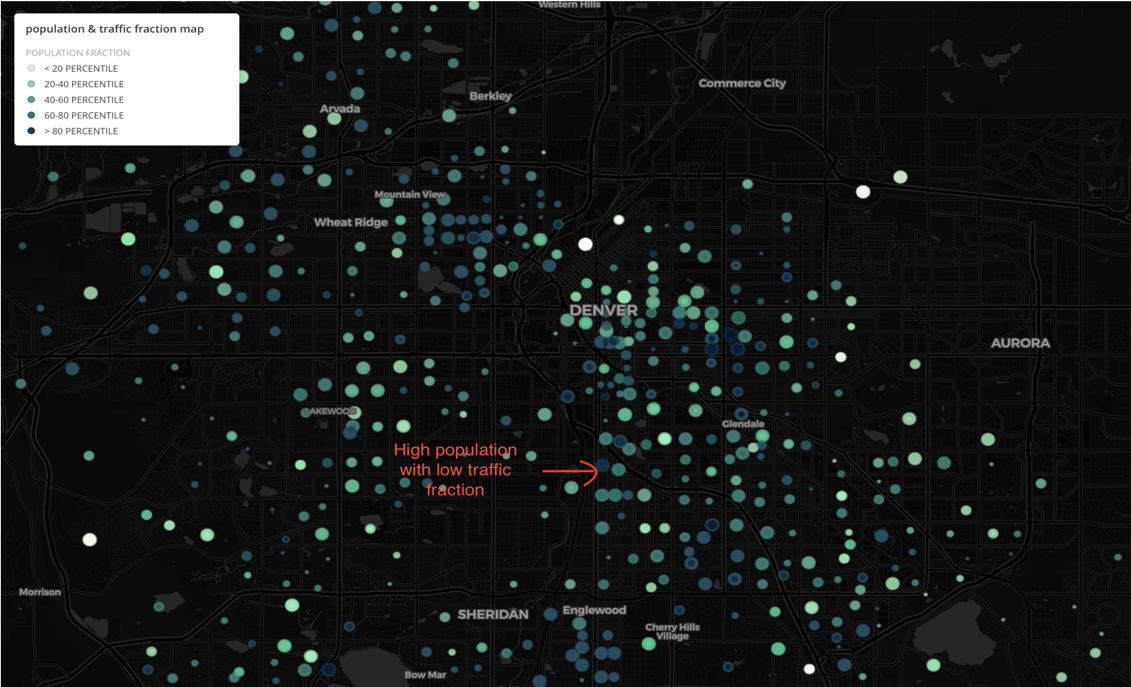 Western Hills
population & traffic fraction map
POPULATION FRACTION
< 20 PERCENTILE
20-40 PERCENTILE
40-60 PERCENTILE
60-80 PERCENTILE
> 80 PERCENTILE
Commerce City
Berkley
Arvada
Mountain View
Wheat Ridge
DENVER
AURORA
LAKEWOOD
Glendale
High population
with low traffic
fraction
Morrison
SHERIDAN
Englewood
Cherry Hills
Village
Bow Mar